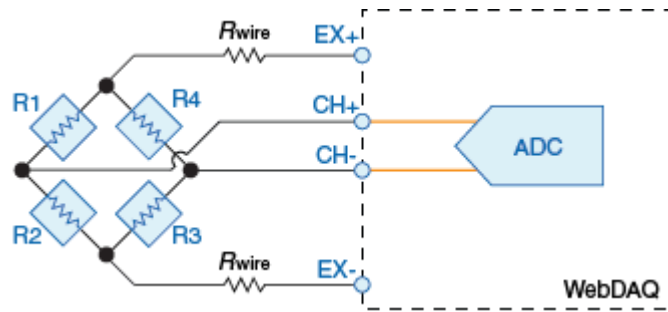 Rwire
EX+
R1
R4
CH+
ADC
CH-
R2
R3
Rwire
EX-
WebDAQ